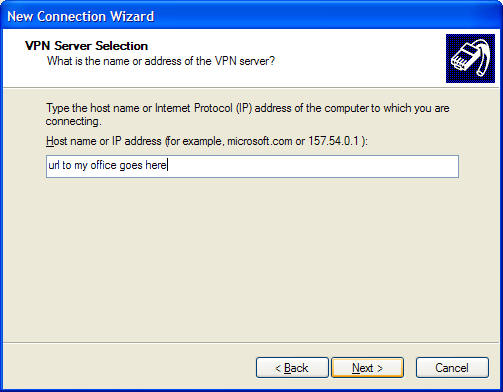 New Connection Wizard
VPN Server Selection
What is the name or address of the VPN server?
Type the host name or Internet Protocol (IP) address of the computer to which you are
connecting.
Host name or IP address (for example, microsoft.com or 157.54.0.1 ):
url to my office goes here
< Back
Next >
Cancel